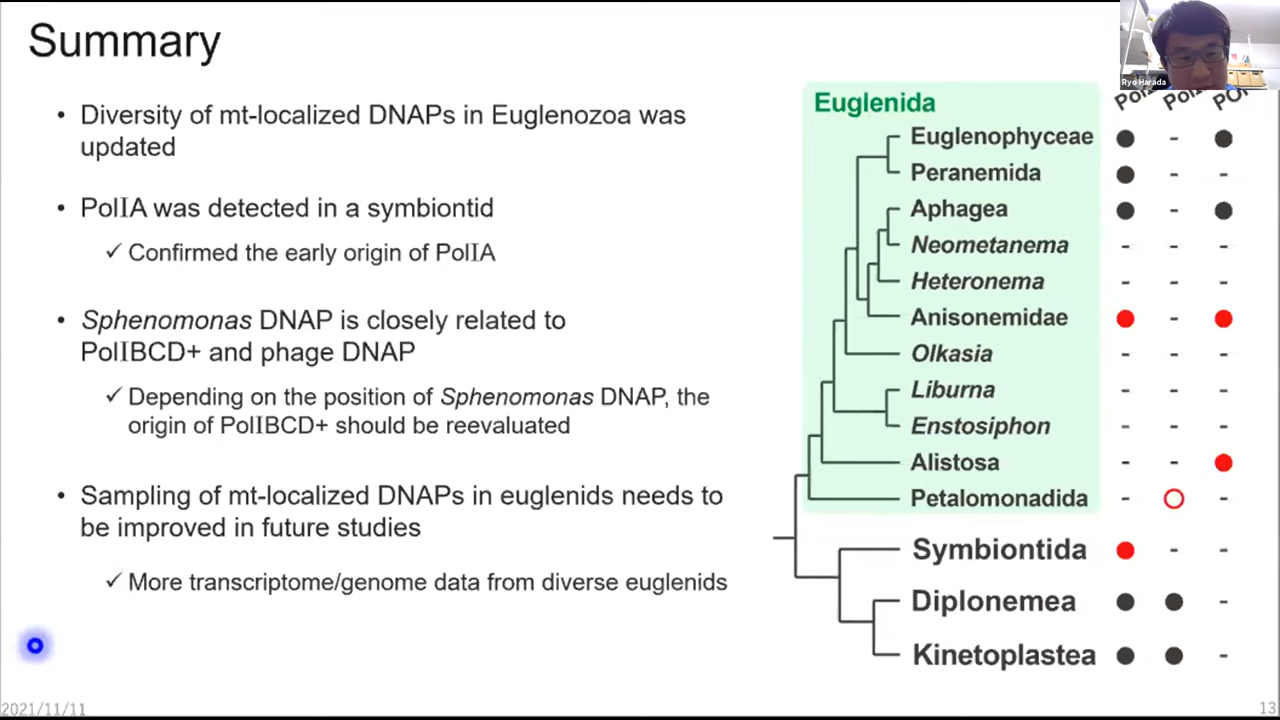 Summary
Ryo Harada
• Diversity of mt-localized DNAPs in Euglenozoa was
updated
• PolIA was detected in a symbiontid
✓ Confirmed the early origin of PolIA
• Sphenomonas DNAP is closely related to
PolIBCD+ and phage DNAP
✓ Depending on the position of Sphenomonas DNAP, the
origin of PolIBCD+ should be reevaluated
• Sampling of mt-localized DNAPs in euglenids needs to
be improved in future studies
✓ More transcriptome/genome data from diverse euglenids
Euglenida
Euglenophyceae - 
Peranemida - -
Aphagea -
Neometanema - - -
Heteronema - - -
Anisonemidae -
Olkasia - - -
Liburna - - -
Enstosiphon - - -
Alistosa - -
Petalomonadida - -
Symbiontida - -
Diplonemea -
Kinetoplastea -
2021/11/11
13